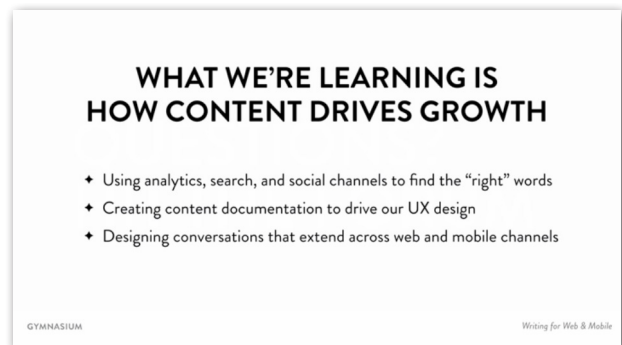 WHAT WE'RE LEARNING IS
HOW CONTENT DRIVES GROWTH
✦ Using analytics, search, and social channels to find the “right” words
✦ Creating content documentation to drive our UX design
✦ Designing conversations that extend across web and mobile channels
GYMNASIUM
Writing for Web & Mobile